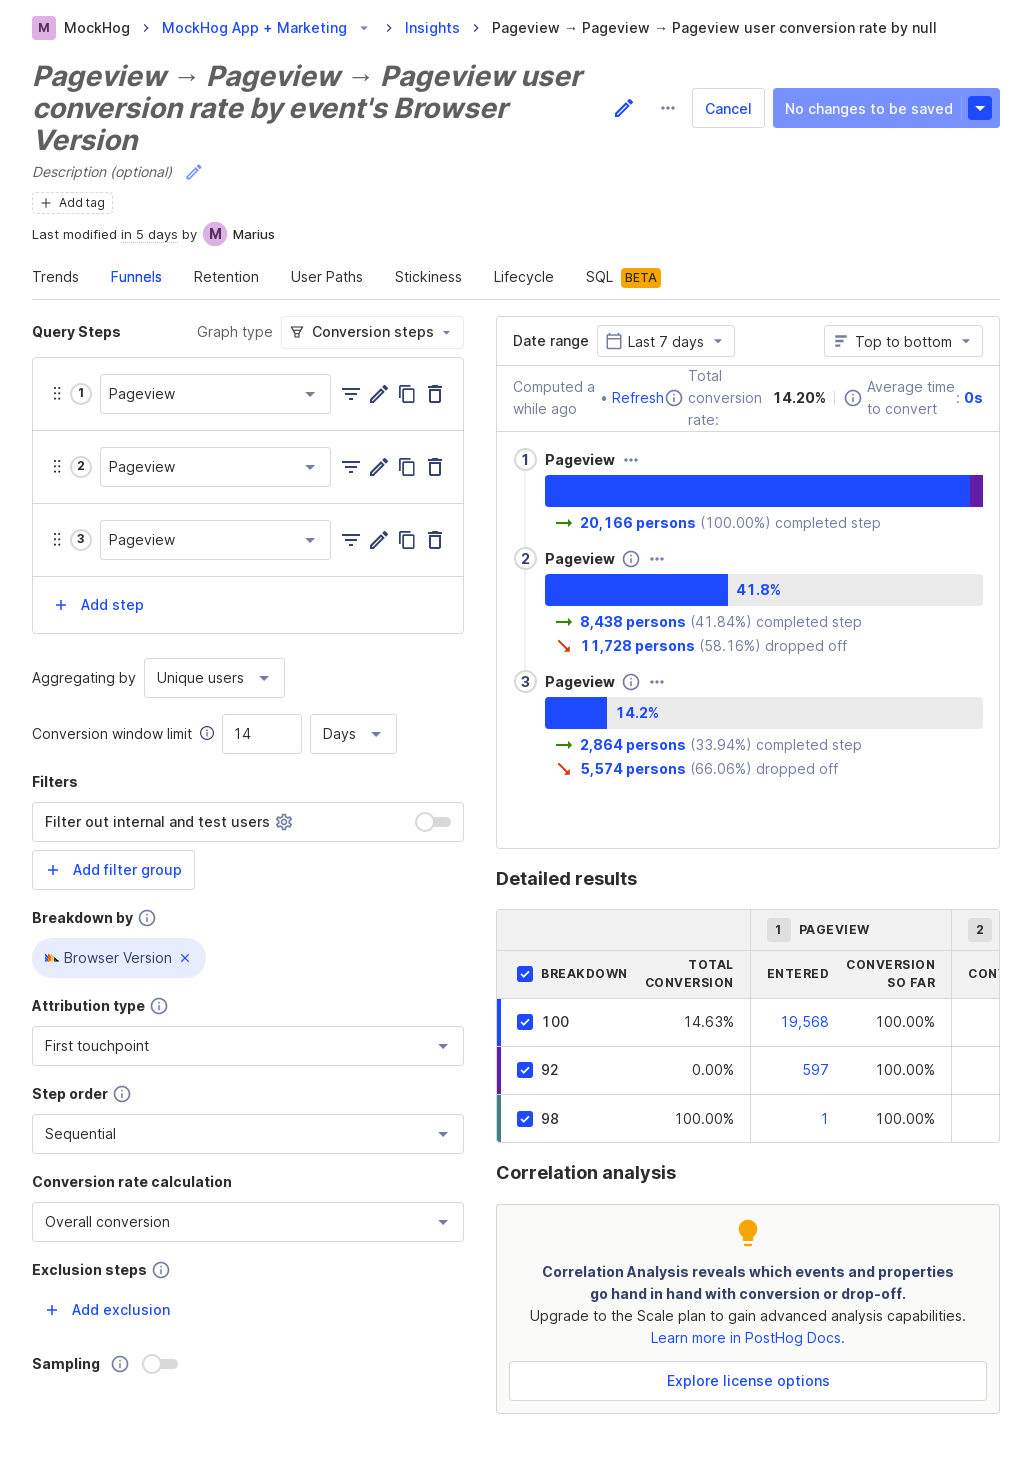 M MockHog > MockHog App + Marketing > Insights > Pageview → Pageview → Pageview user conversion rate by null
Pageview → Pageview → Pageview user
conversion rate by event's Browser
Version
Cancel
No changes to be saved
Description (optional)
+ Add tag
Last modified in 5 days by M Marius
Trends Funnels Retention User Paths Stickiness Lifecycle SQL BETA
Query Steps Graph type Conversion steps
1 Pageview
2 Pageview
3 Pageview
+ Add step
Aggregating by Unique users
Conversion window limit 14 Days
Filters
Filter out internal and test users
+ Add filter group
Breakdown by
Browser Version ×
Attribution type
First touchpoint
Step order
Sequential
Conversion rate calculation
Overall conversion
Exclusion steps
+ Add exclusion
Sampling
Date range Last 7 days Top to bottom
Computed a
while ago
• Refresh
Total
conversion
rate:
14.20%
Average time
to convert
: 0s
1 Pageview
20,166 persons (100.00%) completed step
2 Pageview
41.8%
8,438 persons (41.84%) completed step
11,728 persons (58.16%) dropped off
3 Pageview
14.2%
2,864 persons (33.94%) completed step
5,574 persons (66.06%) dropped off
Detailed results
1 PAGEVIEW 2
BREAKDOWN
TOTAL
CONVERSION
ENTERED
CONVERSION
SO FAR
CON
100 14.63% 19,568 100.00%
92 0.00% 597 100.00%
98 100.00% 1 100.00%
Correlation analysis
Correlation Analysis reveals which events and properties
go hand in hand with conversion or drop-off.
Upgrade to the Scale plan to gain advanced analysis capabilities.
Learn more in PostHog Docs.
Explore license options